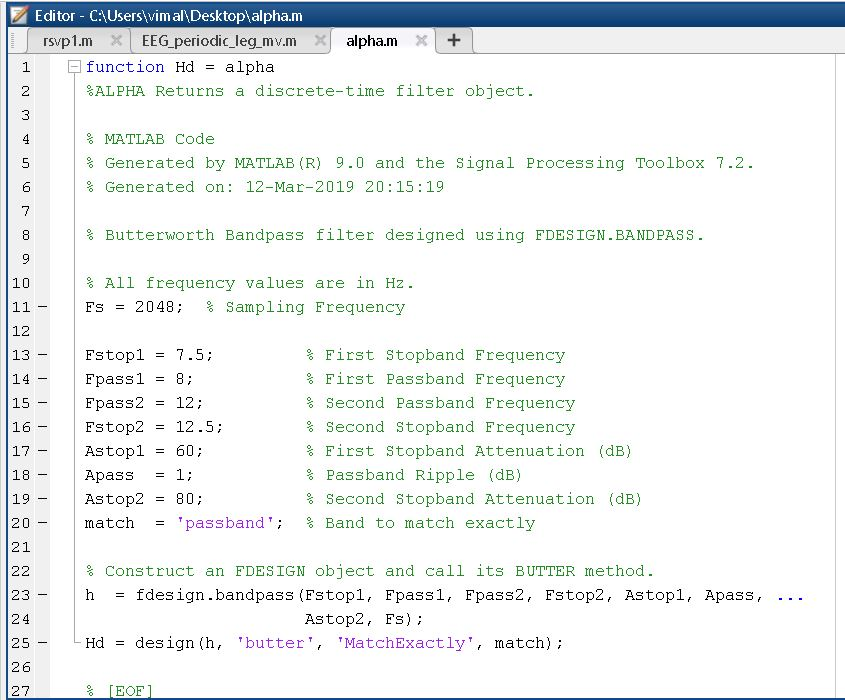 Editor - C:\Users\vimal\Desktop\alpha.m
rsvp1.m EEG_periodic_leg_mv.m alpha.m +
1 function Hd = alpha
2 %ALPHA Returns a discrete-time filter object.
3
4 % MATLAB Code
5 % Generated by MATLAB(R) 9.0 and the Signal Processing Toolbox 7.2.
6 % Generated on: 12-Mar-2019 20:15:19
7
8 % Butterworth Bandpass filter designed using FDESIGN.BANDPASS.
9
10 % All frequency values are in Hz.
11 – Fs = 2048;  % Sampling Frequency
12
13 – Fstop1 = 7.5;         % First Stopband Frequency
14 – Fpass1 = 8;           % First Passband Frequency
15 – Fpass2 = 12;          % Second Passband Frequency
16 – Fstop2 = 12.5;        % Second Stopband Frequency
17 – Astop1 = 60;          % First Stopband Attenuation (dB)
18 – Apass  = 1;           % Passband Ripple (dB)
19 – Astop2 = 80;          % Second Stopband Attenuation (dB)
20 – match  = 'passband';  % Band to match exactly
21
22 % Construct an FDESIGN object and call its BUTTER method.
23 – h  = fdesign.bandpass(Fstop1, Fpass1, Fpass2, Fstop2, Astop1, Apass, ...
24                       Astop2, Fs);
25 – Hd = design(h, 'butter', 'MatchExactly', match);
26
27 % [EOF]